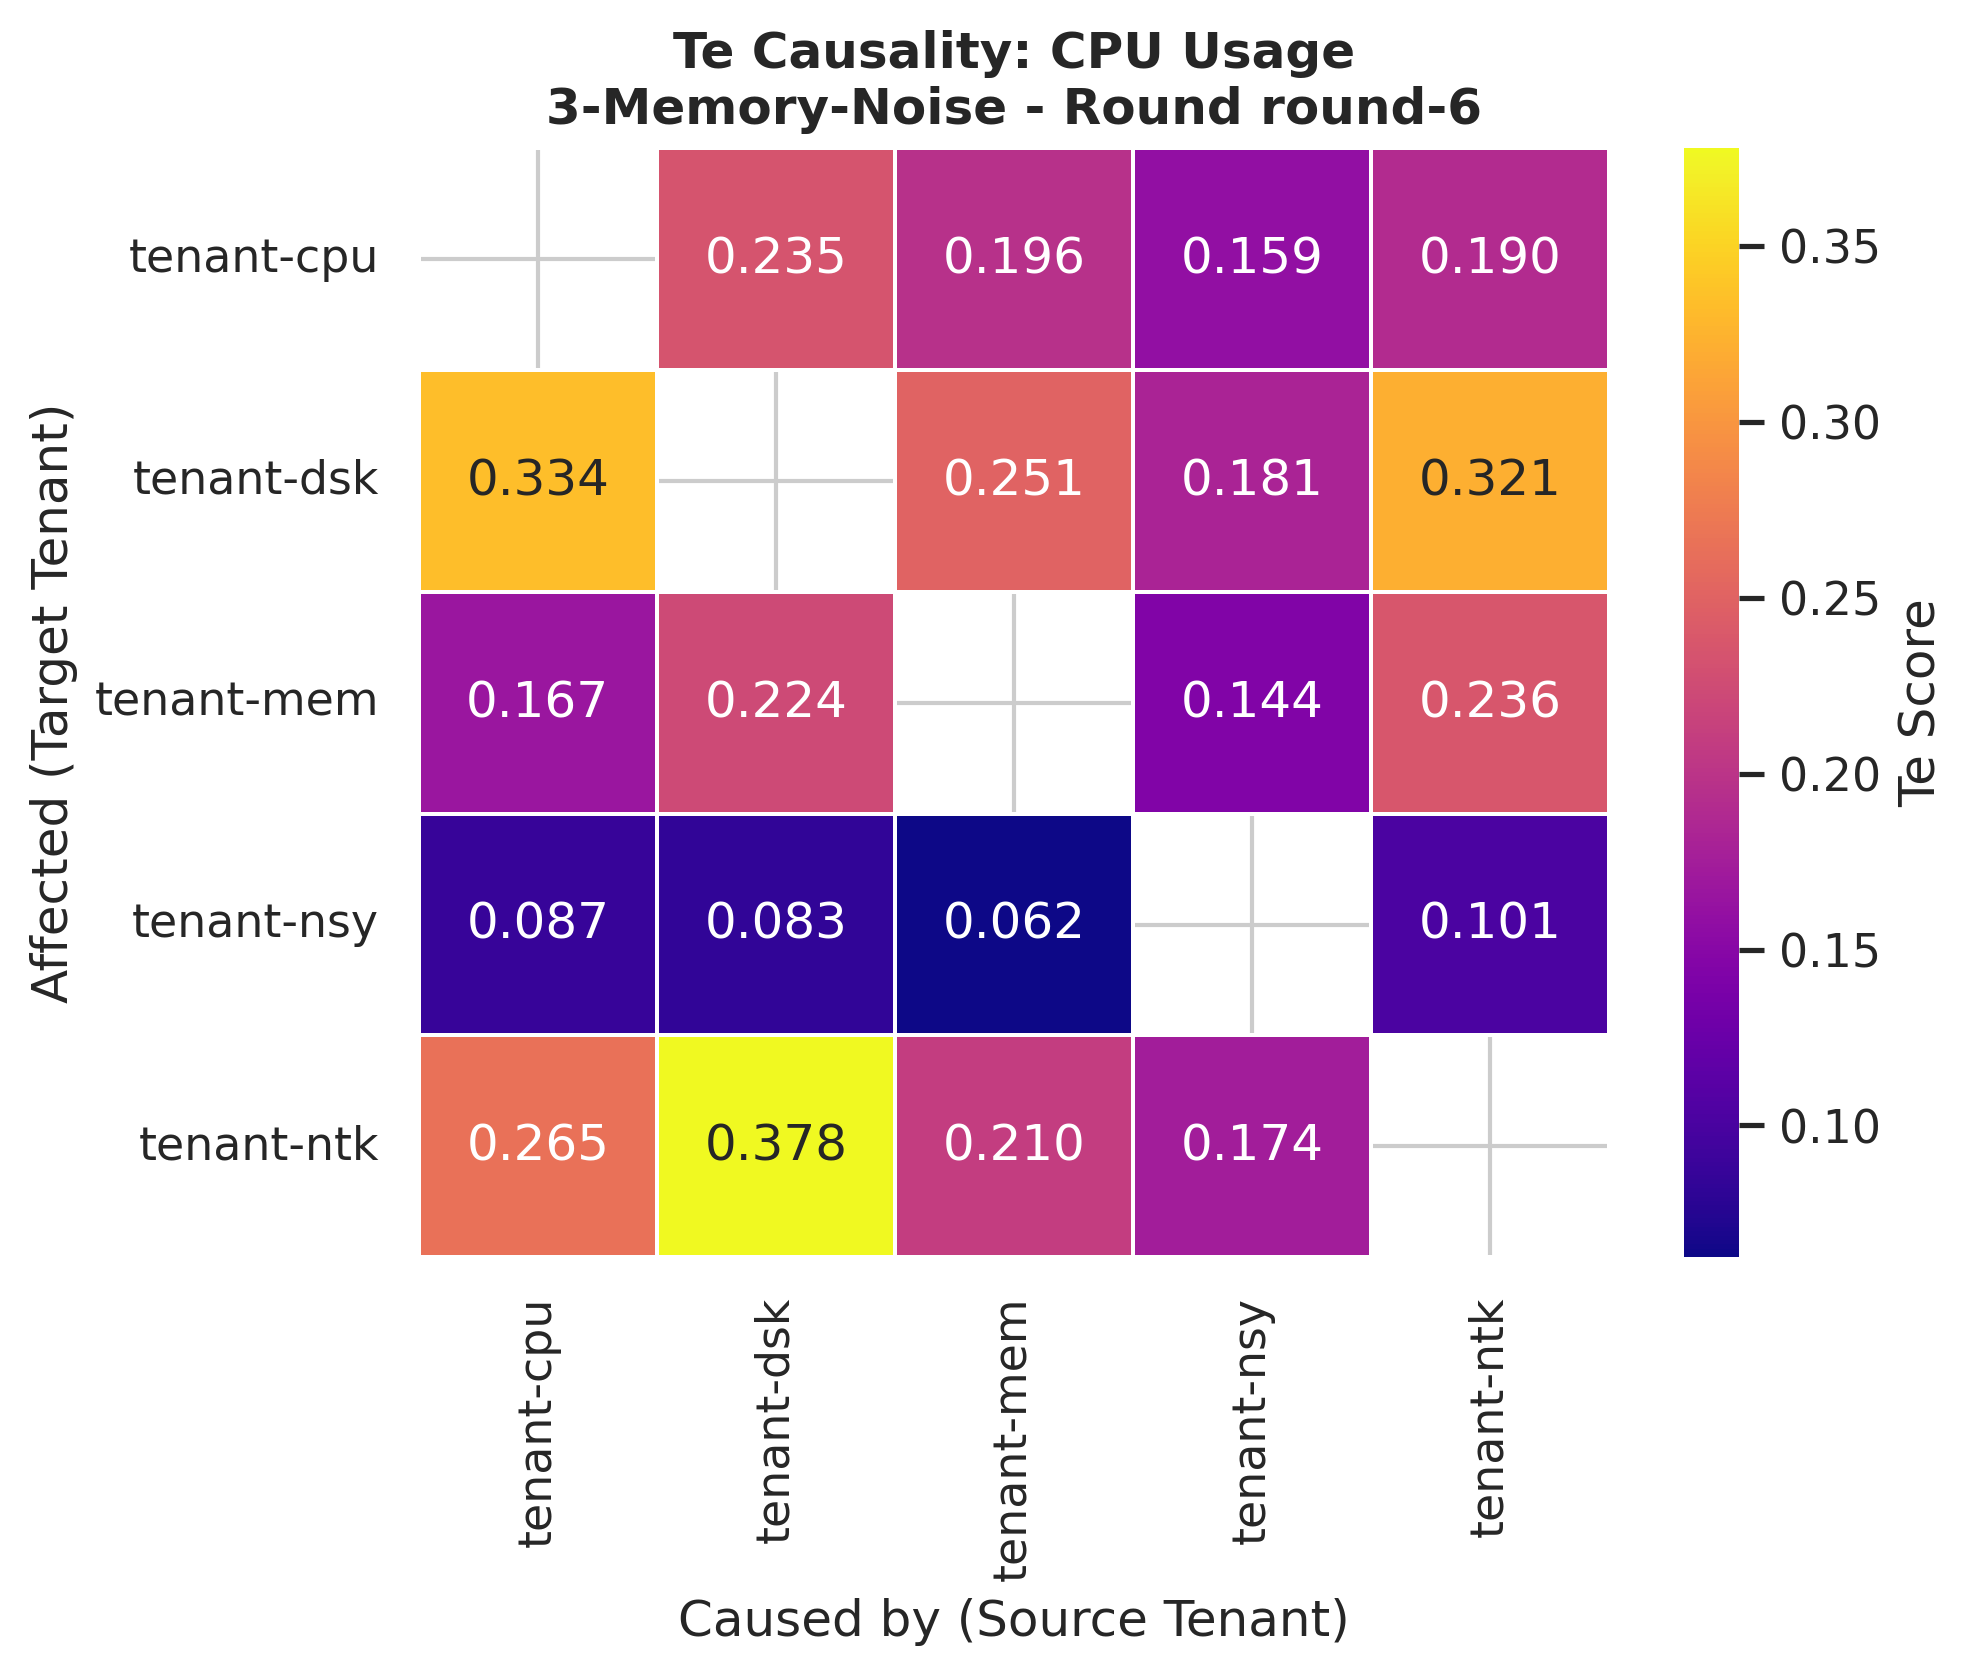 Te Causality: CPU Usage
3-Memory-Noise - Round round-6
Affected (Target Tenant)
tenant-cpu 0.235 0.196 0.159 0.190
tenant-dsk 0.334 0.251 0.181 0.321
tenant-mem 0.167 0.224 0.144 0.236
tenant-nsy 0.087 0.083 0.062 0.101
tenant-ntk 0.265 0.378 0.210 0.174
tenant-cpu tenant-dsk tenant-mem tenant-nsy tenant-ntk
Caused by (Source Tenant)
0.35
0.30
0.25
0.20
0.15
0.10
Te Score